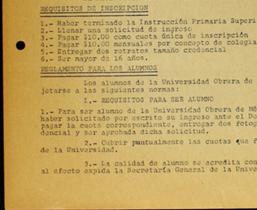 REQUISITOS DE INSCRIPCION
1.- Haber terminado la Instrucción Primaria Superi
2.- Llenar una solicitud de ingreso
3.- Pagar $10.00 como cuota única de inscripción
4.- Pagar $10.00 mensuales por concepto de colegia
5.- Entregar dos retratos tamaño credencial
6.- Ser mayor de 16 años.
REGLAMENTO PARA LOS ALUMNOS
Los alumnos de la Universidad Obrera de
jetarse a las siguientes normas:
I.- REQUISITOS PARA SER ALUMNO
1.- Para ser alumno de la Universidad Obrera de Mé
haber solicitado por escrito su ingreso ante el De
pagar la cuota correspondiente, entregar dos fotog
dencial y ser aprobada dicha solicitud.
2.- Cubrir puntualmente las cuotas que f
de la Universidad.
3.- La calidad de alumno se acredita con
al efecto expida la Secretaría General de la Unive